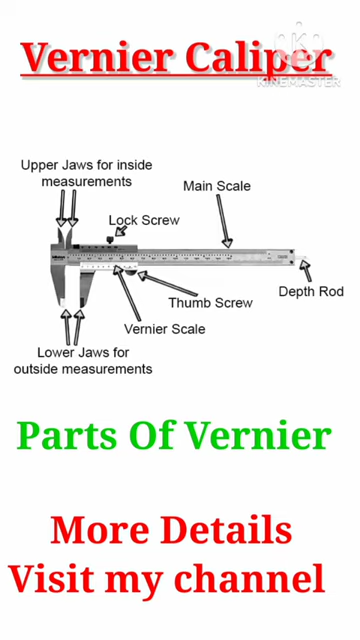 Vernier Caliper
KINEMASTER
Upper Jaws for inside
measurements
Main Scale
Lock Screw
Depth Rod
Thumb Screw
Vernier Scale
Lower Jaws for
outside measurements
Parts Of Vernier
More Details
Visit my channel